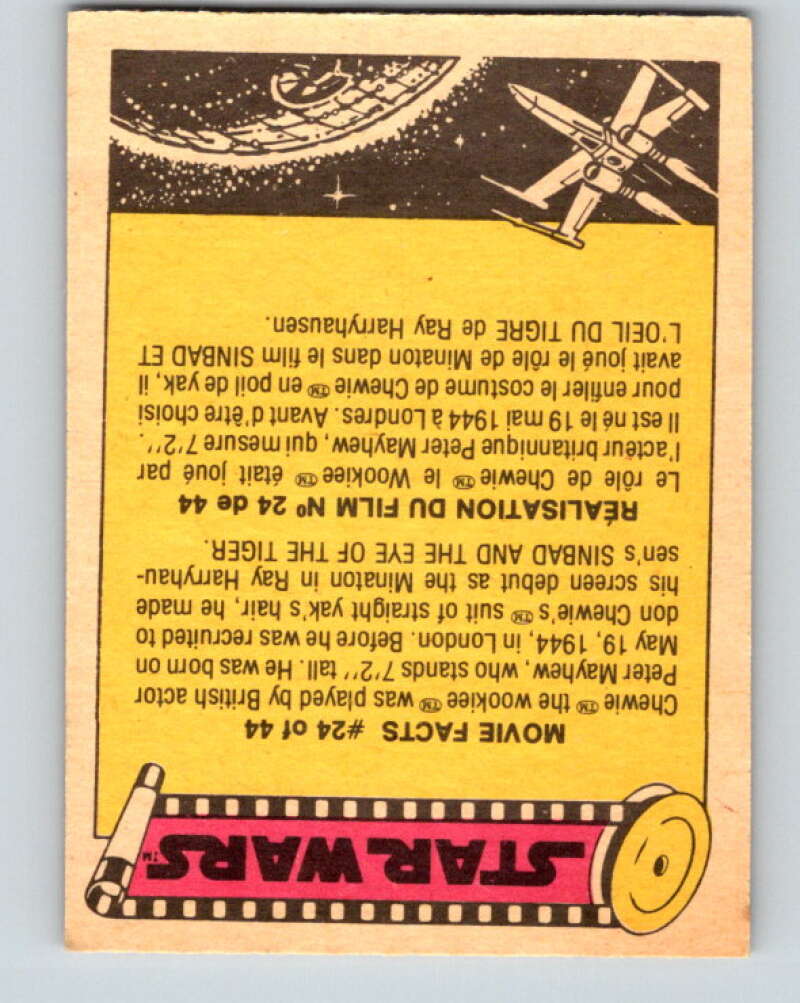 STAR WARS™
MOVIE FACTS #24 of 44
Chewie™ the wookiee™ was played by British actor
Peter Mayhew, who stands 7'2'' tall. He was born on
May 19, 1944, in London. Before he was recruited to
don Chewie's™ suit of straight yak's hair, he made
his screen debut as the Minaton in Ray Harryhau-
sen's SINBAD AND THE EYE OF THE TIGER.
RÉALISATION DU FILM Nº 24 de 44
Le rôle de Chewie™ le Wookiee™ était joué par
l'acteur britannique Peter Mayhew, qui mesure 7'2''.
Il est né le 19 mai 1944 à Londres. Avant d'être choisi
pour enfiler le costume de Chewie™ en poil de yak, il
avait joué le rôle de Minaton dans le film SINBAD ET
L'OEIL DU TIGRE de Ray Harryhausen.